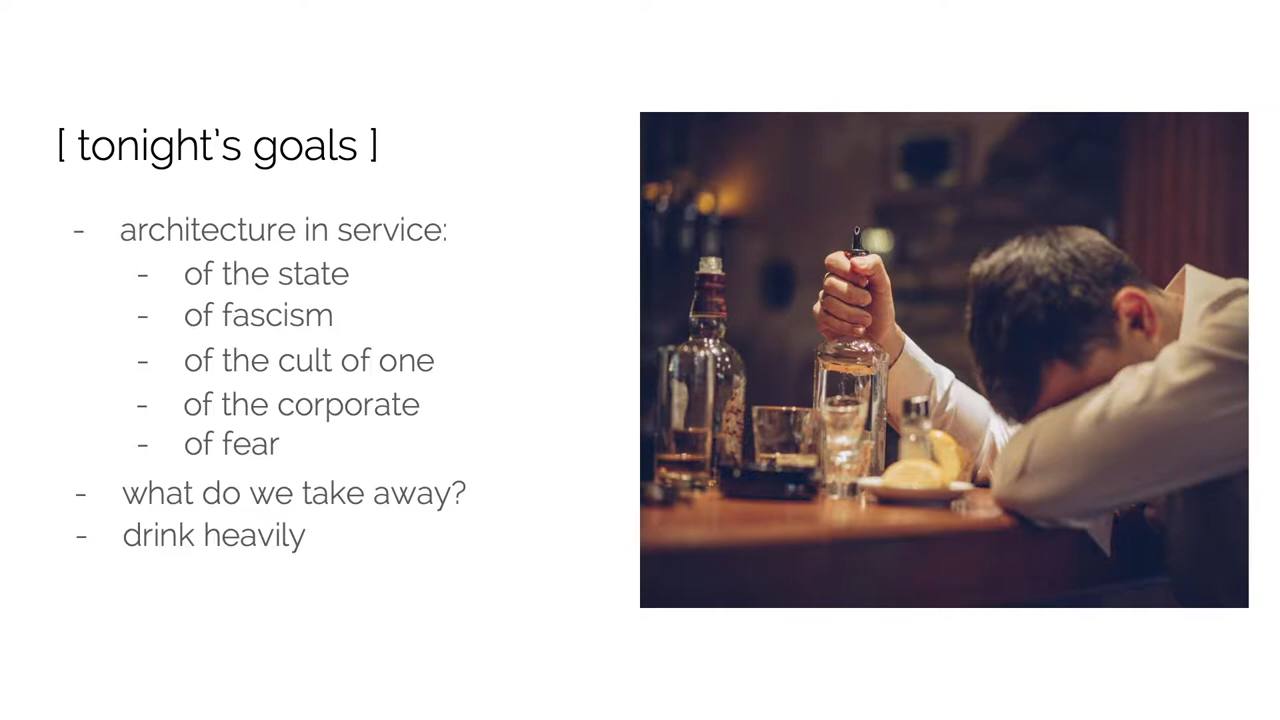 [ tonight's goals ]
- architecture in service:
- of the state
- of fascism
- of the cult of one
- of the corporate
- of fear
- what do we take away?
- drink heavily